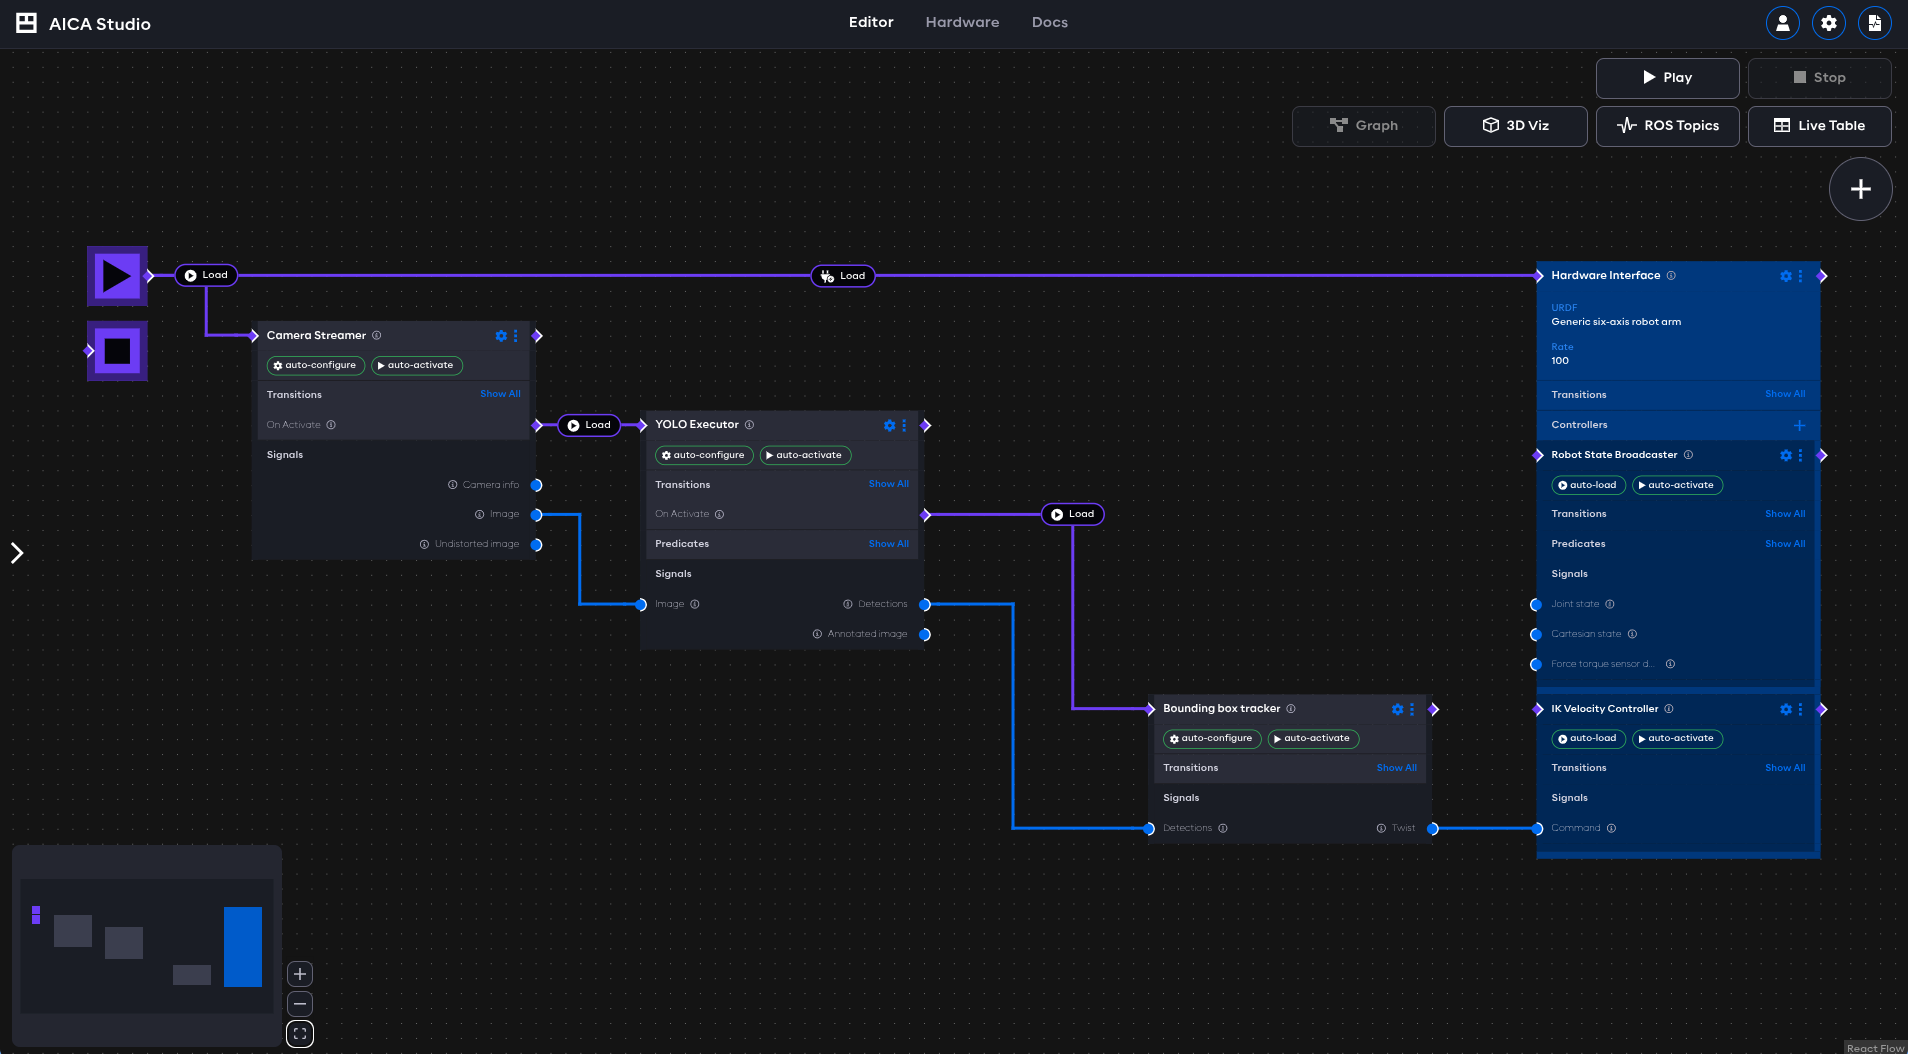 AICA Studio
Editor
Hardware
Docs
Play
Stop
Graph
3D Viz
ROS Topics
Live Table
Load
Load
Hardware Interface
URDF
Generic six-axis robot arm
Rate
100
Transitions
Show All
Controllers
Robot State Broadcaster
auto-load
auto-activate
Transitions
Show All
Predicates
Show All
Signals
Joint state
Cartesian state
Force torque sensor d...
IK Velocity Controller
auto-load
auto-activate
Transitions
Show All
Signals
Command
Camera Streamer
auto-configure
auto-activate
Transitions
Show All
On Activate
Signals
Camera info
Image
Undistorted image
Load
YOLO Executor
auto-configure
auto-activate
Transitions
Show All
On Activate
Predicates
Show All
Signals
Image
Detections
Annotated image
Load
Bounding box tracker
auto-configure
auto-activate
Transitions
Show All
Signals
Detections
Twist
React Flow